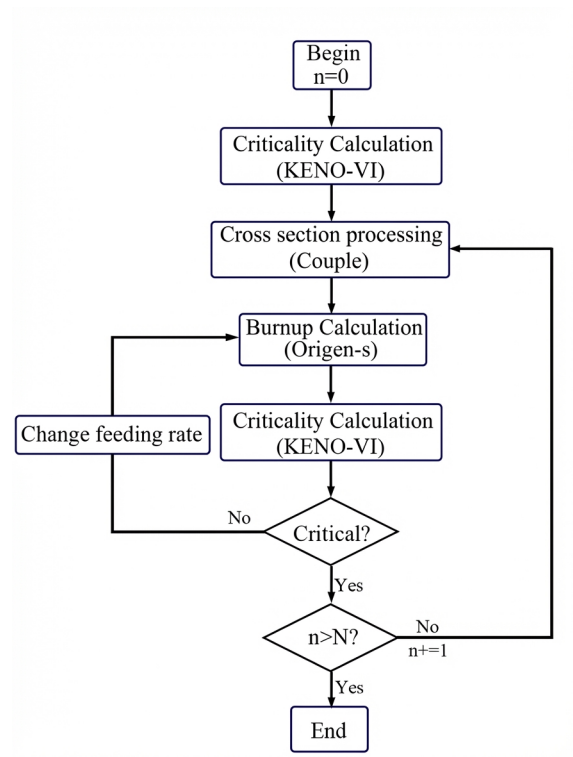 Begin
n=0
Criticality Calculation
(KENO-VI)
Cross section processing
(Couple)
Burnup Calculation
(Origen-s)
Change feeding rate
Criticality Calculation
(KENO-VI)
No
Critical?
Yes
n>N?
No
n+=1
Yes
End